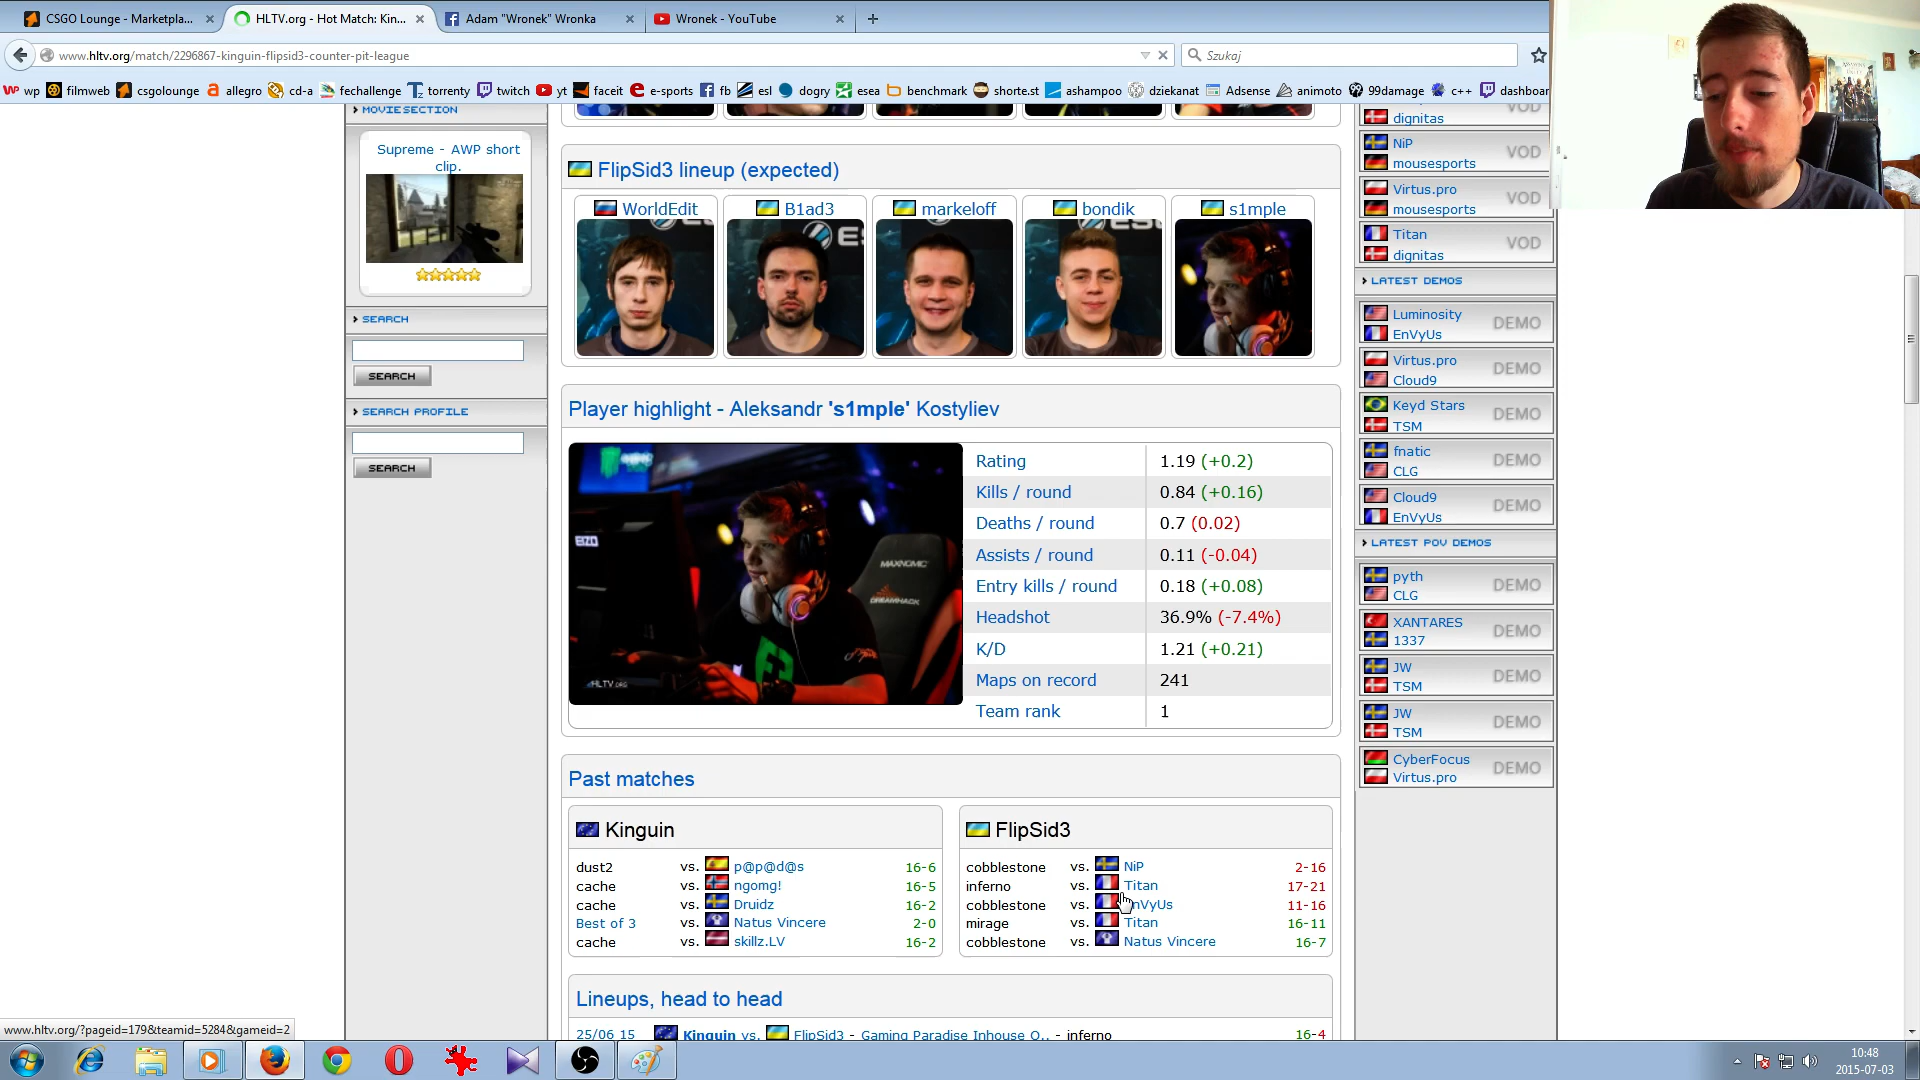 CSGO Lounge - Marketpla...
HLTV.org - Hot Match: Kin...
Adam "Wronek" Wronka
Wronek - YouTube
www.hltv.org/match/2296867-kinguin-flipsid3-counter-pit-league
Szukaj
wp
filmweb
csgolounge
allegro
cd-a
fechallenge
torrenty
twitch
yt
faceit
e-sports
fb
esl
dogry
esea
benchmark
shorte.st
ashampoo
dziekanat
Adsense
animoto
99damage
c++
dashboar
MOVIESECTION
Supreme - AWP short
clip.
SEARCH
SEARCH
SEARCH PROFILE
SEARCH
FlipSid3 lineup (expected)
WorldEdit
B1ad3
markeloff
bondik
s1mple
Player highlight - Aleksandr 's1mple' Kostyliev
EIZO
MAXNOMIC
DREAMHACK
HLTV.ORG
Rating 1.19 (+0.2)
Kills / round 0.84 (+0.16)
Deaths / round 0.7 (0.02)
Assists / round 0.11 (-0.04)
Entry kills / round 0.18 (+0.08)
Headshot 36.9% (-7.4%)
K/D 1.21 (+0.21)
Maps on record 241
Team rank 1
Past matches
Kinguin
dust2 vs. p@p@d@s 16-6
cache vs. ngomg! 16-5
cache vs. Druidz 16-2
Best of 3 vs. Natus Vincere 2-0
cache vs. skillz.LV 16-2
FlipSid3
cobblestone vs. NiP 2-16
inferno vs. Titan 17-21
cobblestone vs. nVyUs 11-16
mirage vs. Titan 16-11
cobblestone vs. Natus Vincere 16-7
Lineups, head to head
25/06 15 Kinguin vs. FlipSid3 - Gaming Paradise Inhouse Q.. - inferno 16-4
VOD
dignitas
NiP
mousesports
VOD
Virtus.pro
mousesports
VOD
Titan
dignitas
VOD
LATEST DEMOS
Luminosity
EnVyUs
DEMO
Virtus.pro
Cloud9
DEMO
Keyd Stars
TSM
DEMO
fnatic
CLG
DEMO
Cloud9
EnVyUs
DEMO
LATEST POV DEMOS
pyth
CLG
DEMO
XANTARES
1337
DEMO
JW
TSM
DEMO
JW
TSM
DEMO
CyberFocus
Virtus.pro
DEMO
www.hltv.org/?pageid=179&teamid=5284&gameid=2
10:48
2015-07-03